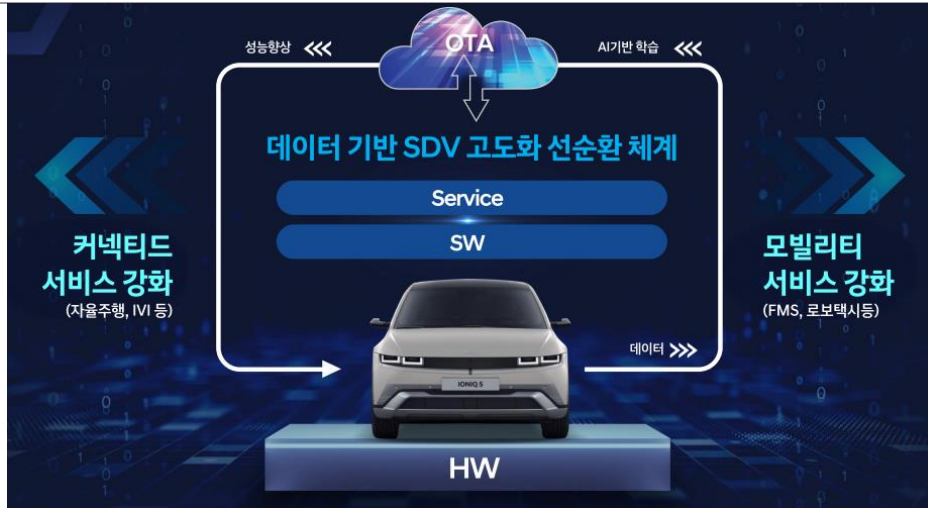 성능향상 <<<
OTA
AI기반 학습 <<<
데이터 기반 SDV 고도화 선순환 체계
Service
SW
커넥티드
서비스 강화
(자율주행, IVI 등)
모빌리티
서비스 강화
(FMS, 로보택시등)
데이터 >>>
IONIQ 5
HW